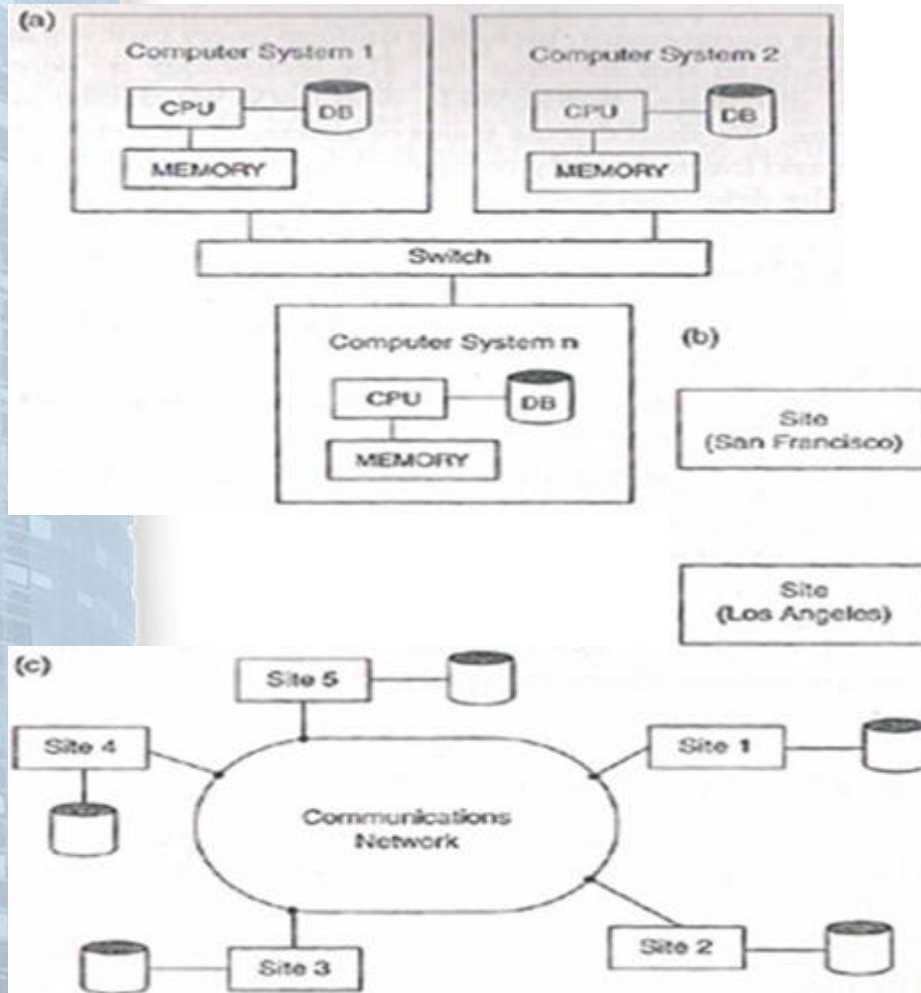 (a)
Computer System 1
CPU
DB
MEMORY
Computer System 2
CPU
DB
MEMORY
Switch
Computer System n
CPU
DB
MEMORY
(b)
Site
(San Francisco)
Site
(Los Angeles)
(c)
Site 5
Site 4
Site 1
Communications
Network
Site 3
Site 2